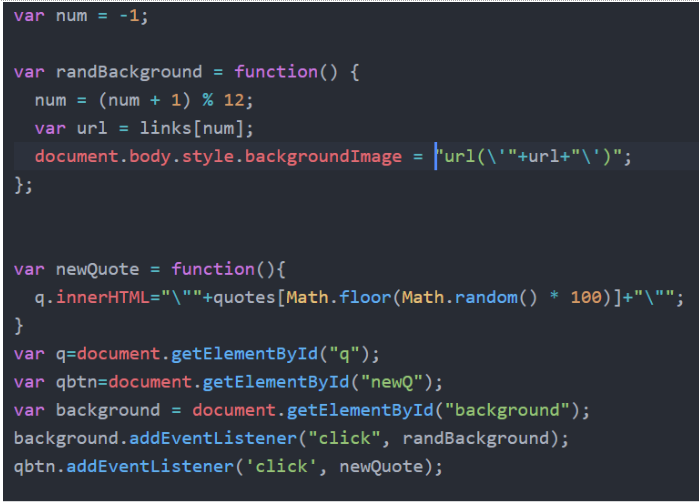 var num = -1;
var randBackground = function() {
num = (num + 1) % 12;
var url = links[num];
document.body.style.backgroundImage = "url(\'"+url+"\')";
};
var newQuote = function(){
q.innerHTML="\""+quotes[Math.floor(Math.random() * 100)]+"\"";
}
var q=document.getElementById("q");
var qbtn=document.getElementById("newQ");
var background = document.getElementById("background");
background.addEventListener("click", randBackground);
qbtn.addEventListener('click', newQuote);